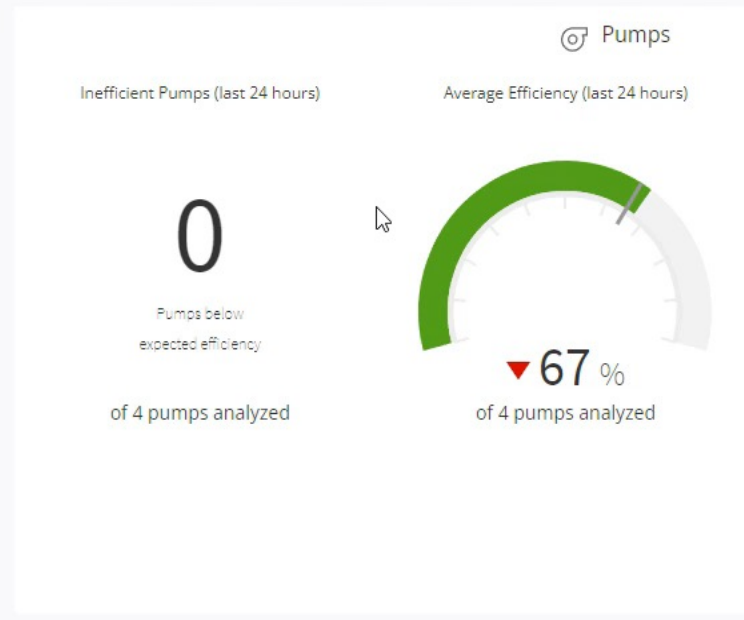 Pumps
Inefficient Pumps (last 24 hours)
Average Efficiency (last 24 hours)
0
Pumps below
expected efficiency
67 %
of 4 pumps analyzed
of 4 pumps analyzed